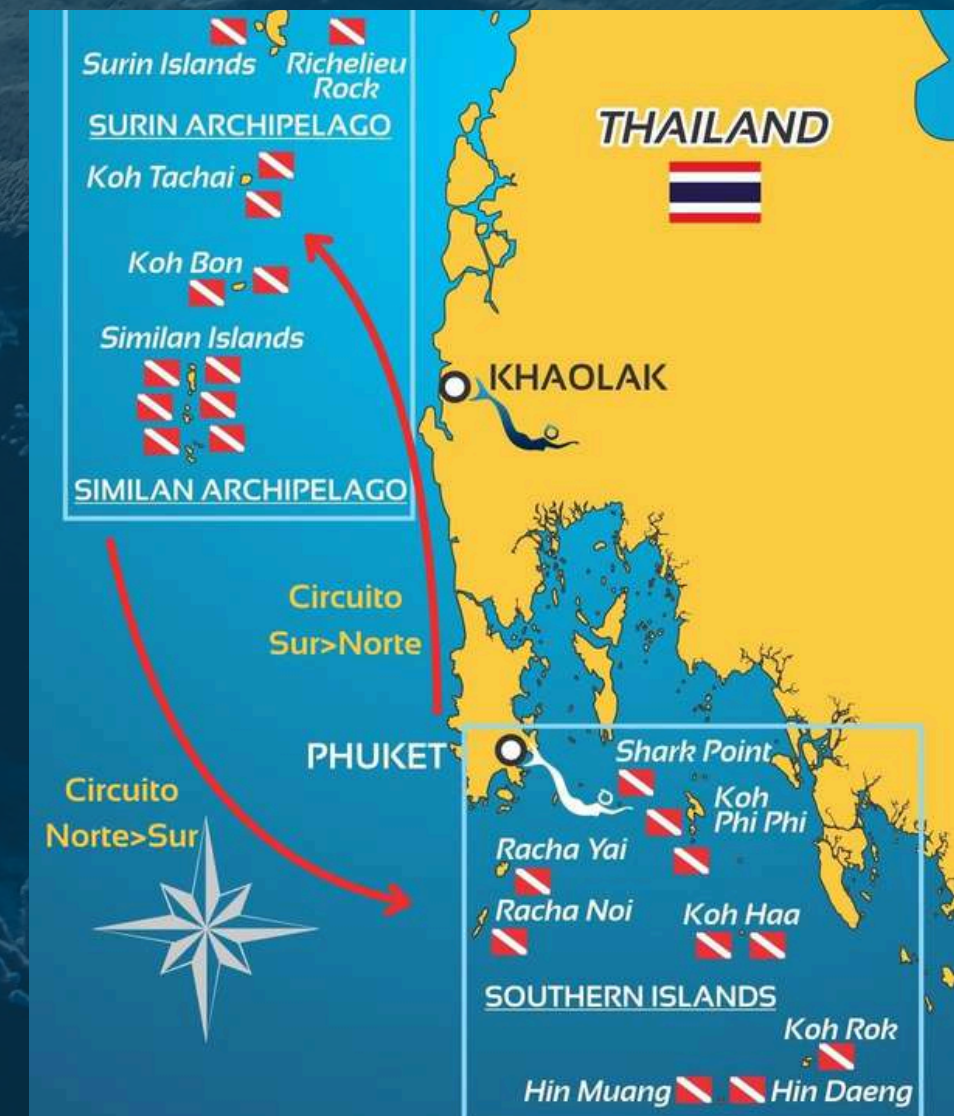 Surin Islands
Richelieu
Rock
SURIN ARCHIPELAGO
THAILAND
Koh Tachai
Koh Bon
Similan Islands
KHAOLAK
SIMILAN ARCHIPELAGO
Circuito
Sur>Norte
PHUKET
Shark Point
Circuito
Norte>Sur
Koh
Phi Phi
Racha Yai
Racha Noi
Koh Haa
SOUTHERN ISLANDS
Koh Rok
Hin Muang
Hin Daeng